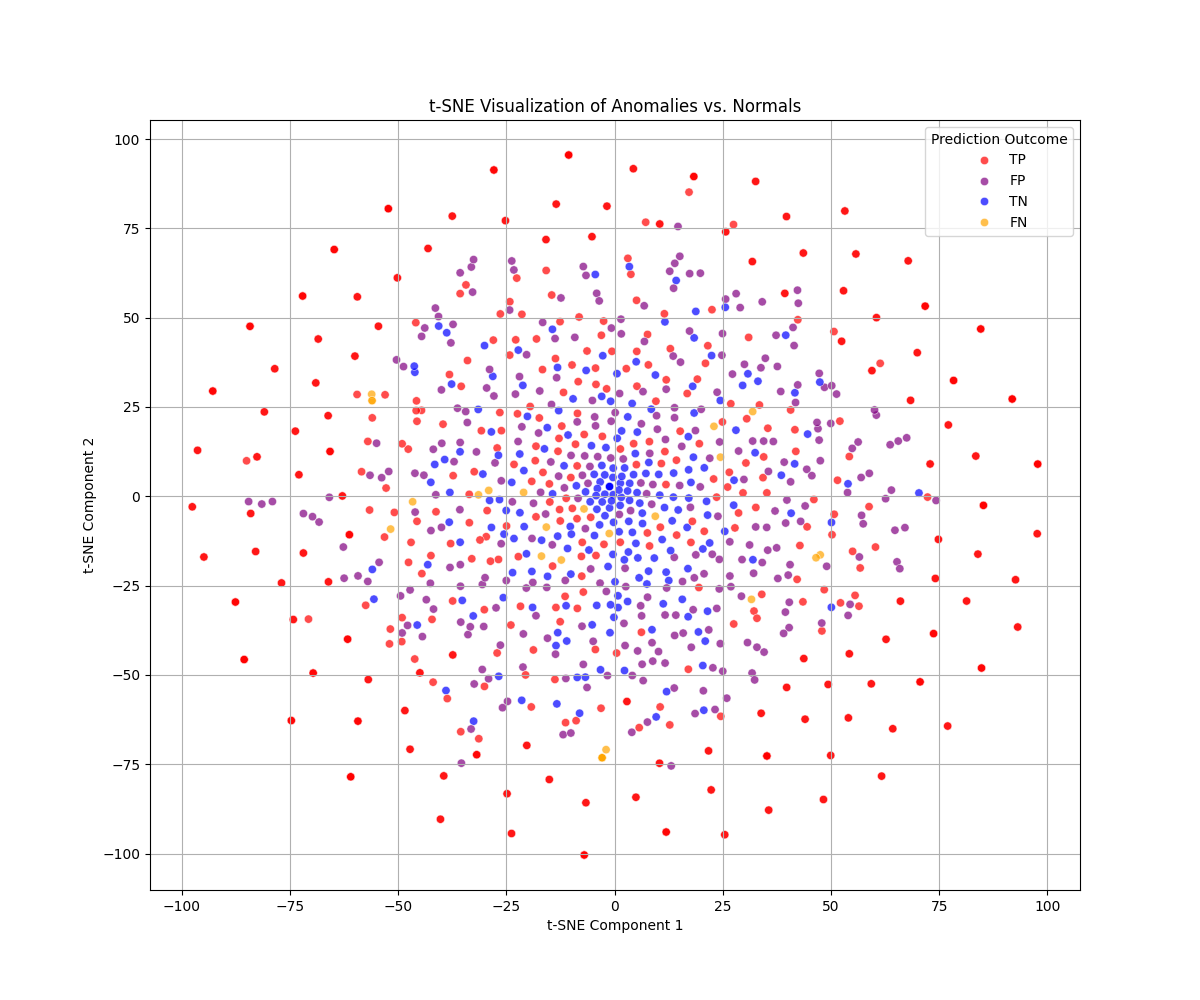 t-SNE Visualization of Anomalies vs. Normals
Prediction Outcome
TP
FP
TN
FN
100
75
50
25
0
−25
−50
−75
−100
t-SNE Component 2
−100 −75 −50 −25 0 25 50 75 100
t-SNE Component 1